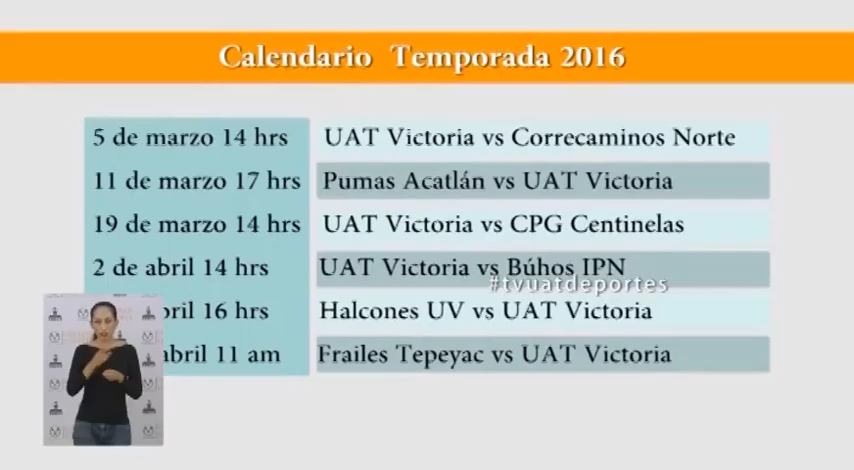 Calendario Temporada 2016
5 de marzo 14 hrs UAT Victoria vs Correcaminos Norte
11 de marzo 17 hrs Pumas Acatlán vs UAT Victoria
19 de marzo 14 hrs UAT Victoria vs CPG Centinelas
2 de abril 14 hrs UAT Victoria vs Búhos IPN
#tvuatdeportes
16 hrs Halcones UV vs UAT Victoria
abril 11 am Frailes Tepeyac vs UAT Victoria